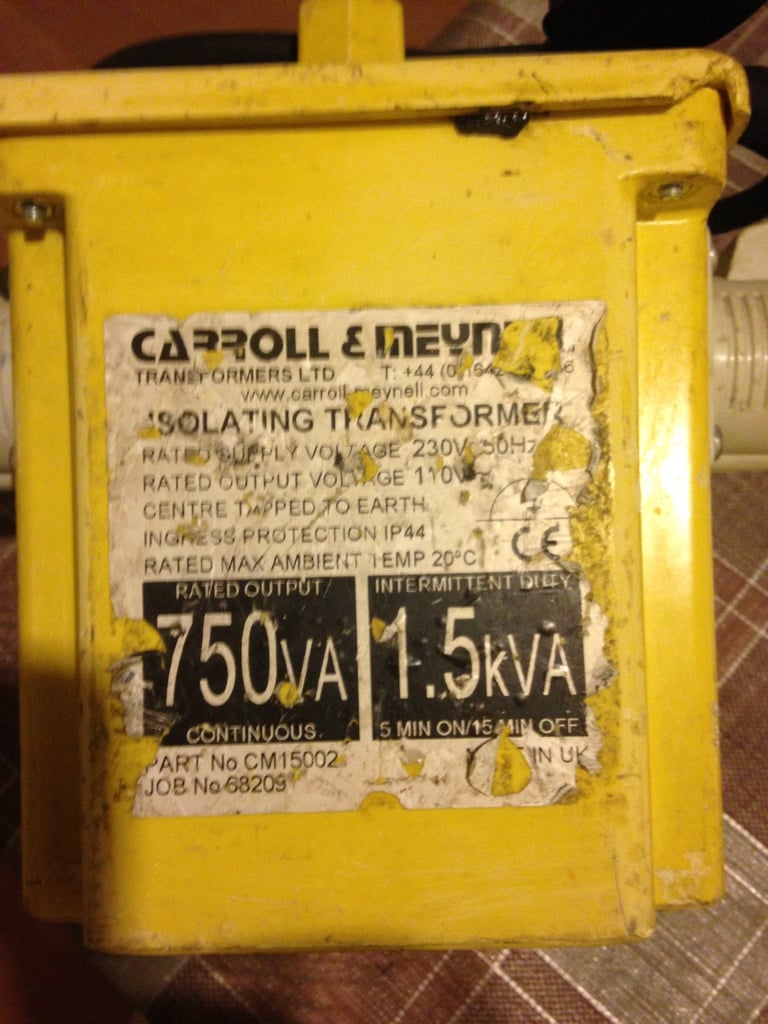 CARROLL & MEYN
TRANSFORMERS LTD T: +44 (0)1642
www.carroll-meynell.com
ISOLATING TRANSFORMER
RATED SUPPLY VOLTAGE 230V 50Hz
RATED OUTPUT VOLTAGE 110V
CENTRE TAPPED TO EARTH
INGRESS PROTECTION IP44
CE
RATED MAX AMBIENT TEMP 20°C
RATED OUTPUT INTERMITTENT DUTY
750VA 1.5kVA
CONTINUOUS 5 MIN ON/15 MIN OFF
PART No CM15002 IN UK
JOB No 68209